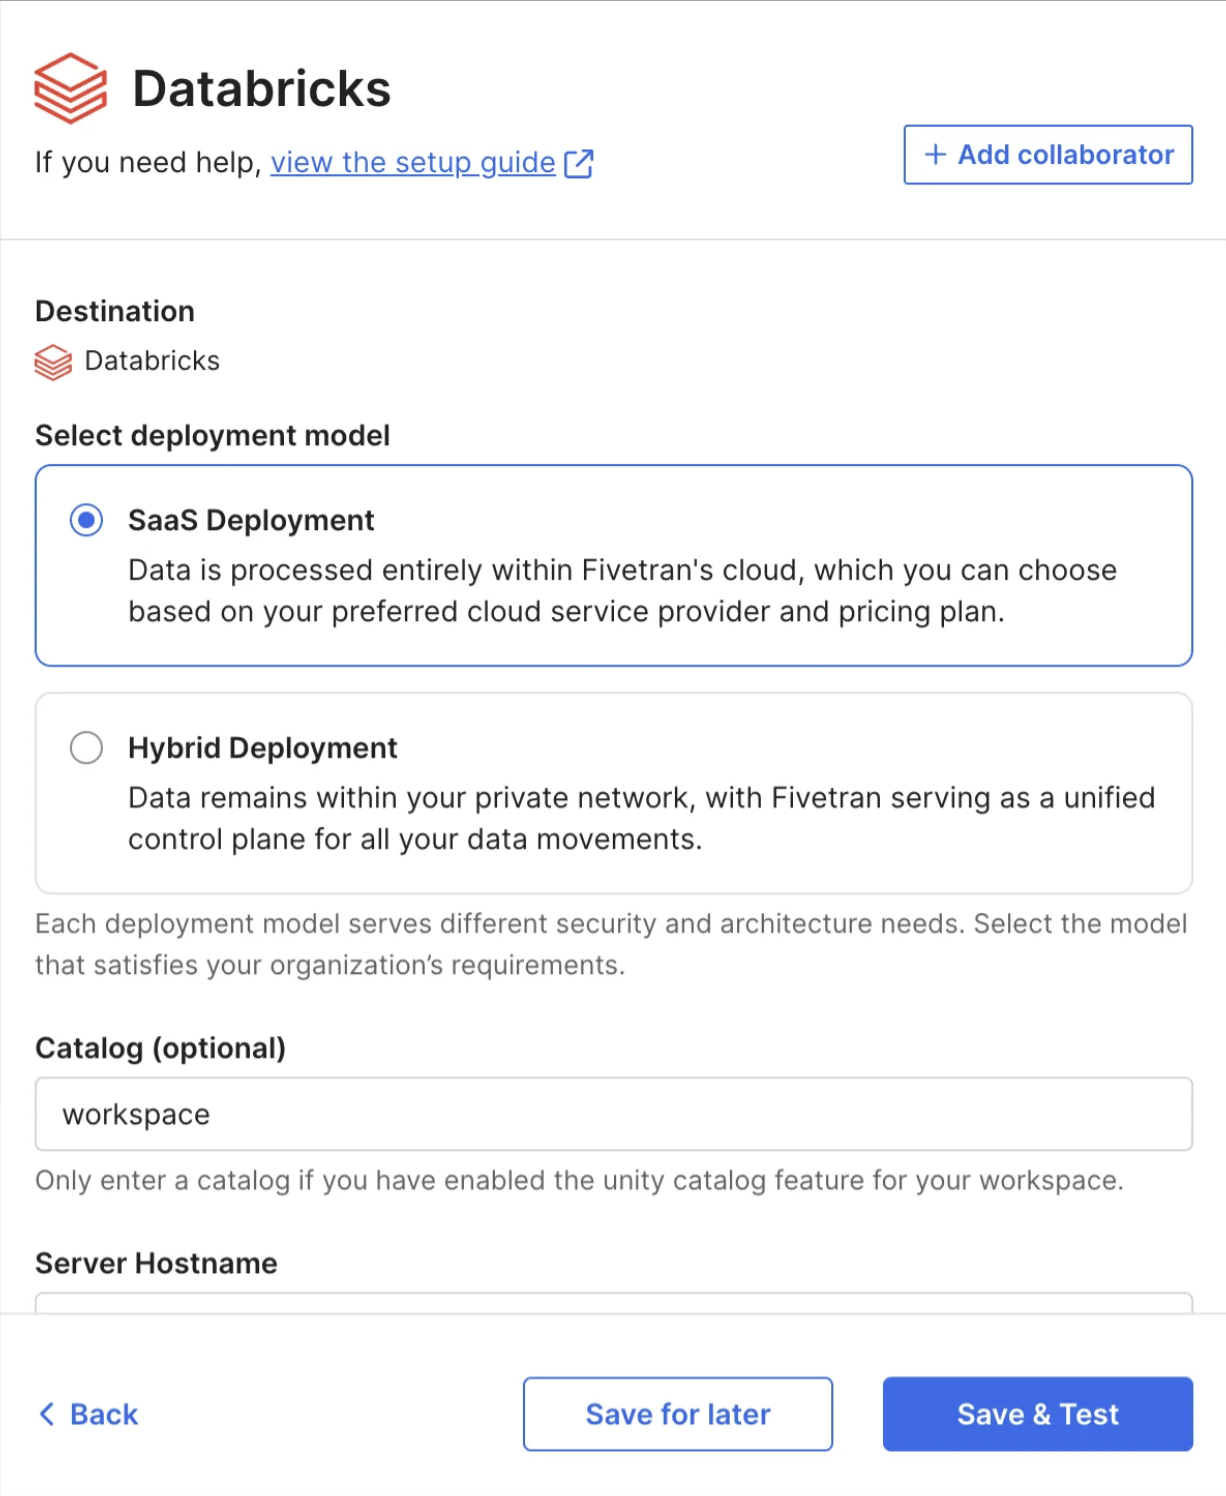 Databricks
If you need help, view the setup guide
+ Add collaborator
Destination
Databricks
Select deployment model
SaaS Deployment
Data is processed entirely within Fivetran's cloud, which you can choose
based on your preferred cloud service provider and pricing plan.
Hybrid Deployment
Data remains within your private network, with Fivetran serving as a unified
control plane for all your data movements.
Each deployment model serves different security and architecture needs. Select the model
that satisfies your organization’s requirements.
Catalog (optional)
workspace
Only enter a catalog if you have enabled the unity catalog feature for your workspace.
Server Hostname
Back
Save for later
Save & Test